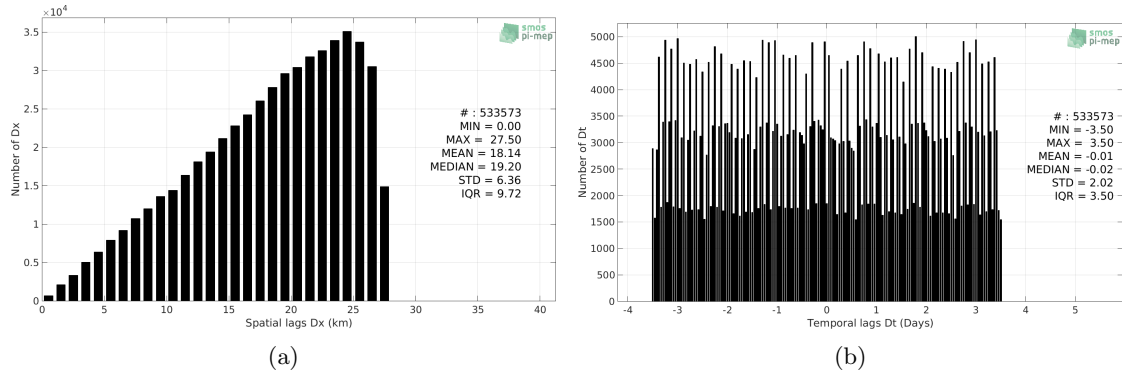 ×10⁴
3.5
3
2.5
2
1.5
1
0.5
0
0 5 10 15 20 25 30 35 40
Number of Dx
Spatial lags Dx (km)
smos
pi-mep
# : 533573
MIN = 0.00
MAX = 27.50
MEAN = 18.14
MEDIAN = 19.20
STD = 6.36
IQR = 9.72
(a)
5000
4500
4000
3500
3000
2500
2000
1500
1000
500
0
-4 -3 -2 -1 0 1 2 3 4 5 6
Number of Dt
Temporal lags Dt (Days)
smos
pi-mep
# : 533573
MIN = -3.50
MAX = 3.50
MEAN = -0.01
MEDIAN = -0.02
STD = 2.02
IQR = 3.50
(b)